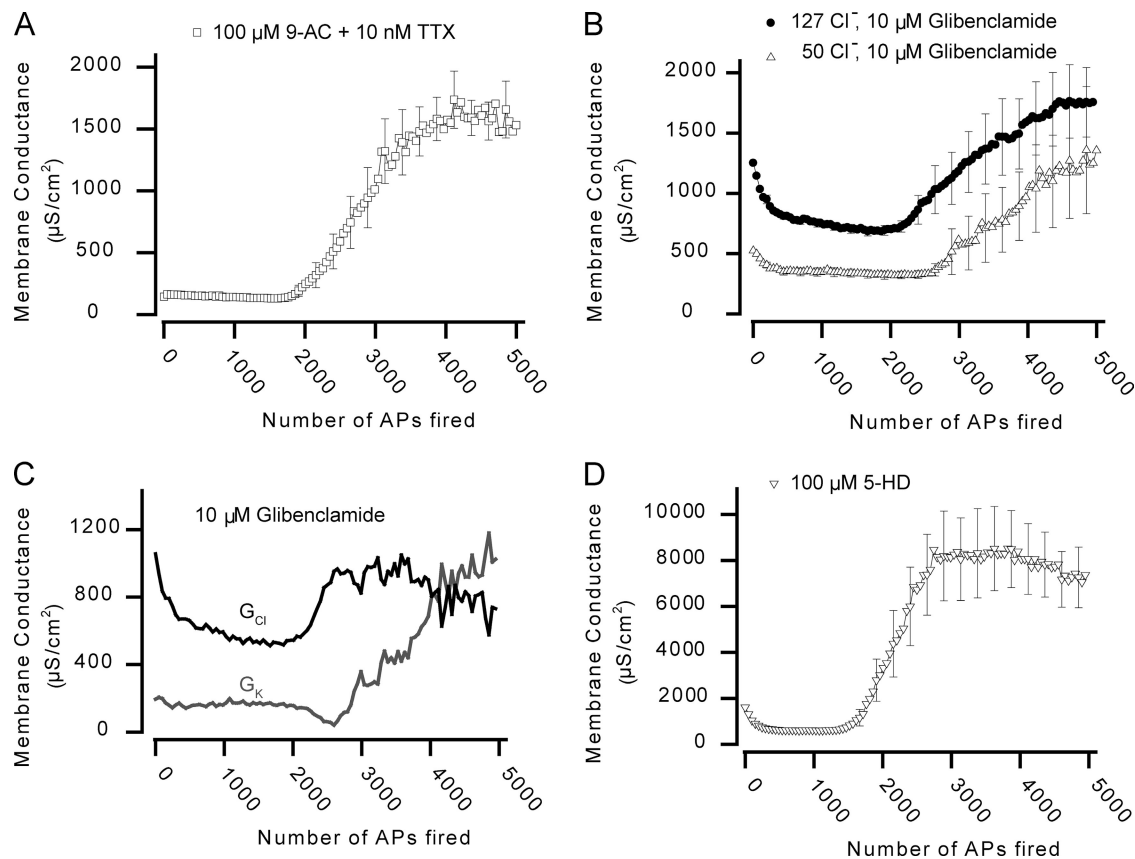 A
□ 100 µM 9-AC + 10 nM TTX
Membrane Conductance
(µS/cm²)
2000
1500
1000
500
0
0
1000
2000
3000
4000
5000
Number of APs fired
B
● 127 Cl⁻, 10 µM Glibenclamide
△ 50 Cl⁻, 10 µM Glibenclamide
Membrane Conductance
(µS/cm²)
2000
1500
1000
500
0
0
1000
2000
3000
4000
5000
Number of APs fired
C
10 µM Glibenclamide
Membrane Conductance
(µS/cm²)
1200
800
400
0
G_Cl
G_K
0
1000
2000
3000
4000
5000
Number of APs fired
D
▽ 100 µM 5-HD
Membrane Conductance
(µS/cm²)
10000
8000
6000
4000
2000
0
0
1000
2000
3000
4000
5000
Number of APs fired